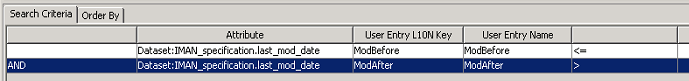 Search Criteria Order By
Attribute User Entry L10N Key User Entry Name
Dataset:IMAN_specification.last_mod_date ModBefore ModBefore <=
AND Dataset:IMAN_specification.last_mod_date ModAfter ModAfter >